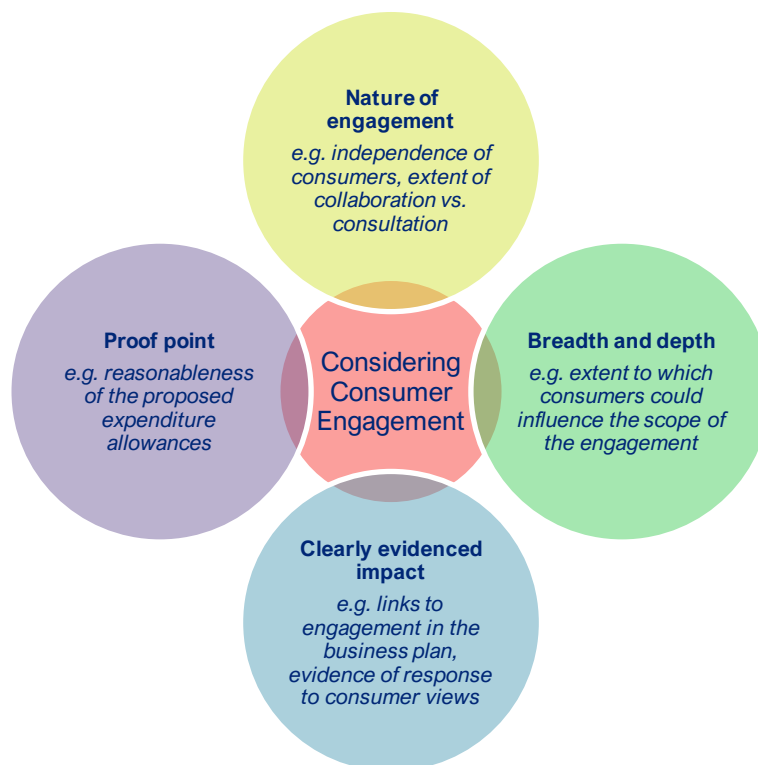 Nature of
engagement
e.g. independence of
consumers, extent of
collaboration vs.
consultation
Proof point
e.g. reasonableness
of the proposed
expenditure
allowances
Considering
Consumer
Engagement
Breadth and depth
e.g. extent to which
consumers could
influence the scope of
the engagement
Clearly evidenced
impact
e.g. links to
engagement in the
business plan,
evidence of response
to consumer views